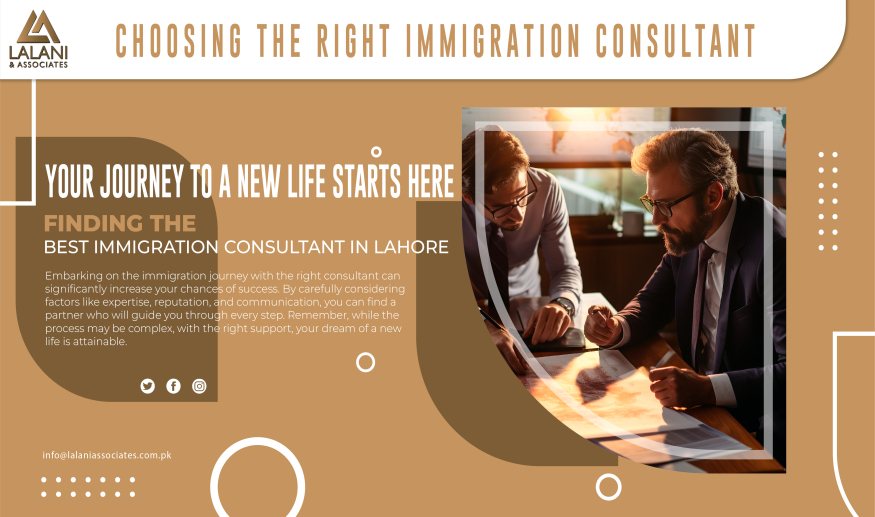 LALANI
& ASSOCIATES
CHOOSING THE RIGHT IMMIGRATION CONSULTANT
YOUR JOURNEY TO A NEW LIFE STARTS HERE
FINDING THE
BEST IMMIGRATION CONSULTANT IN LAHORE
Embarking on the immigration journey with the right consultant can
significantly increase your chances of success. By carefully considering
factors like expertise, reputation, and communication, you can find a
partner who will guide you through every step. Remember, while the
process may be complex, with the right support, your dream of a new
life is attainable.
info@lalaniassociates.com.pk